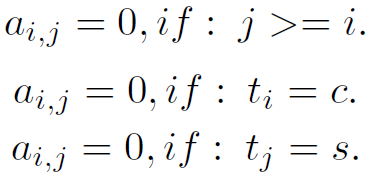 a_{i,j} = 0, if : j >= i.
a_{i,j} = 0, if : t_i = c.
a_{i,j} = 0, if : t_j = s.